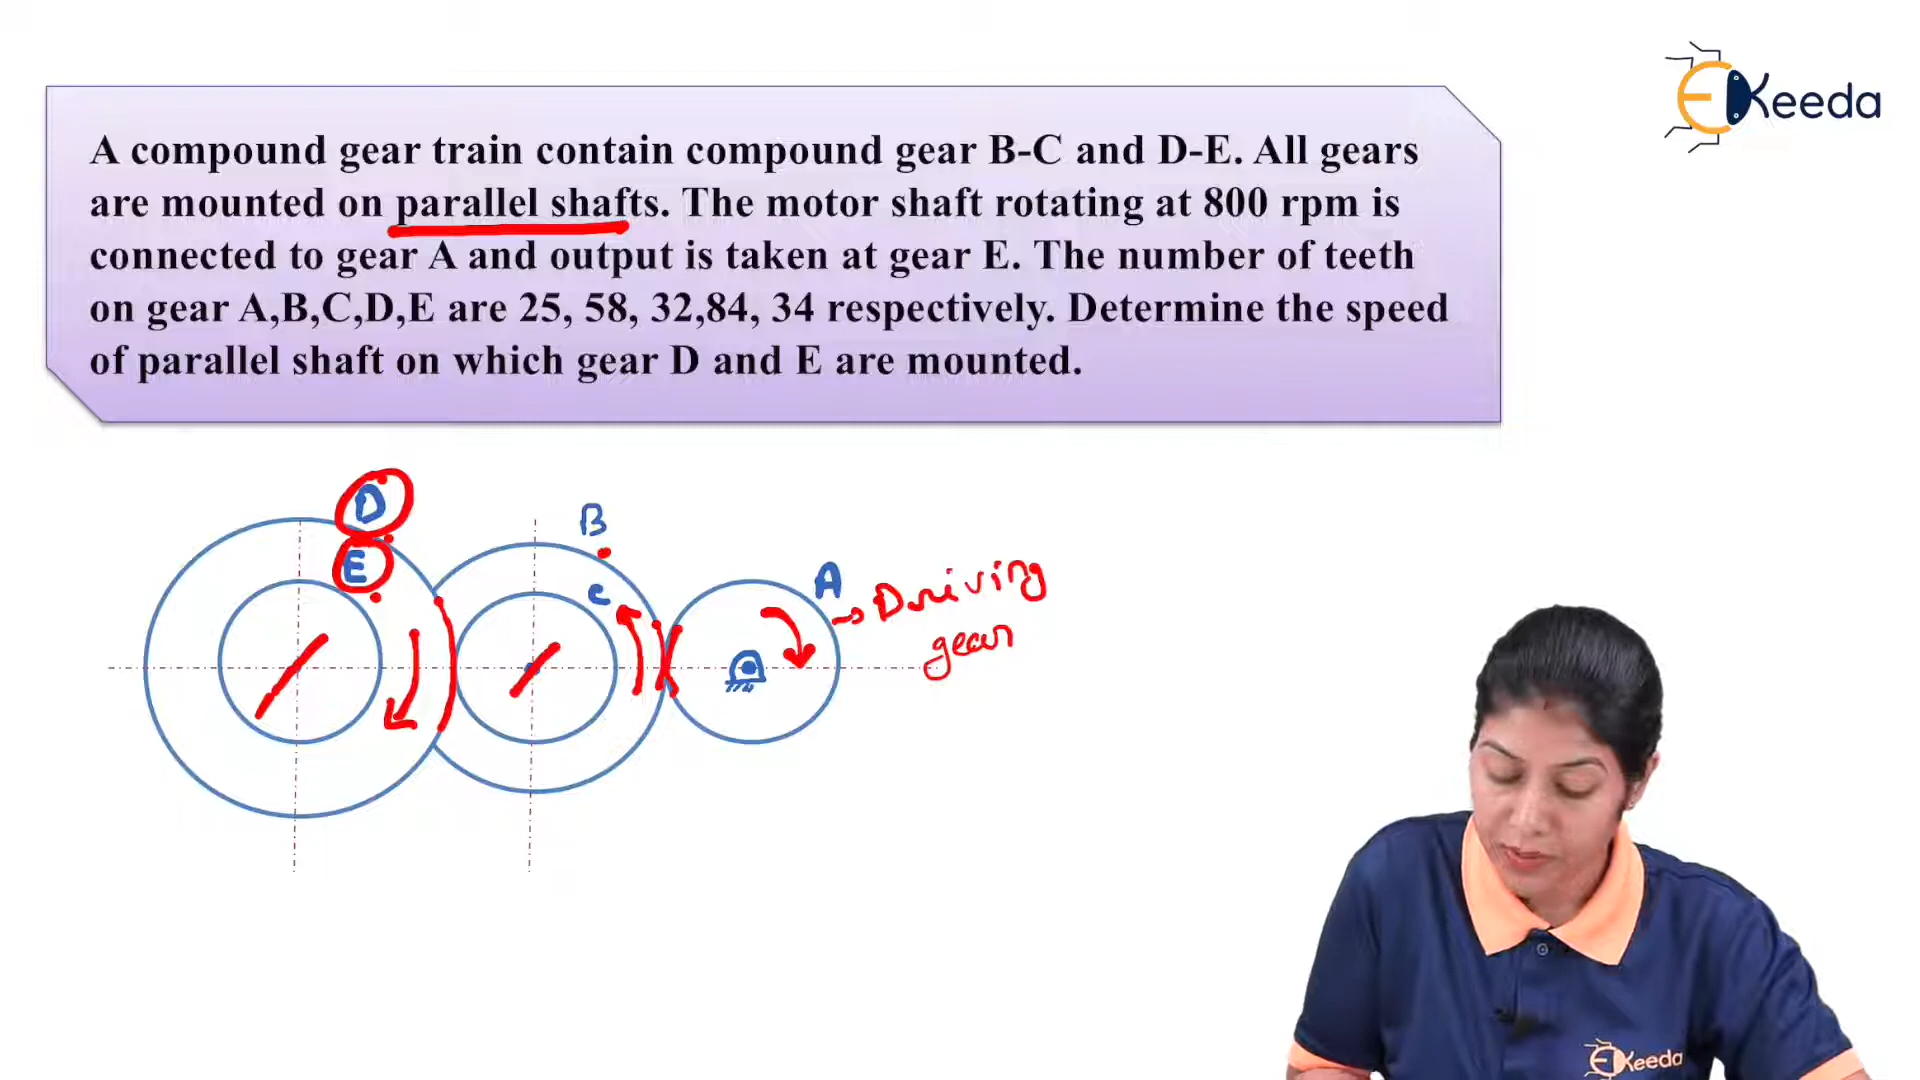 EKeeda
A compound gear train contain compound gear B-C and D-E. All gears
are mounted on parallel shafts. The motor shaft rotating at 800 rpm is
connected to gear A and output is taken at gear E. The number of teeth
on gear A,B,C,D,E are 25, 58, 32,84, 34 respectively. Determine the speed
of parallel shaft on which gear D and E are mounted.
D
B
E
A
C
Driving
gear
EKeeda